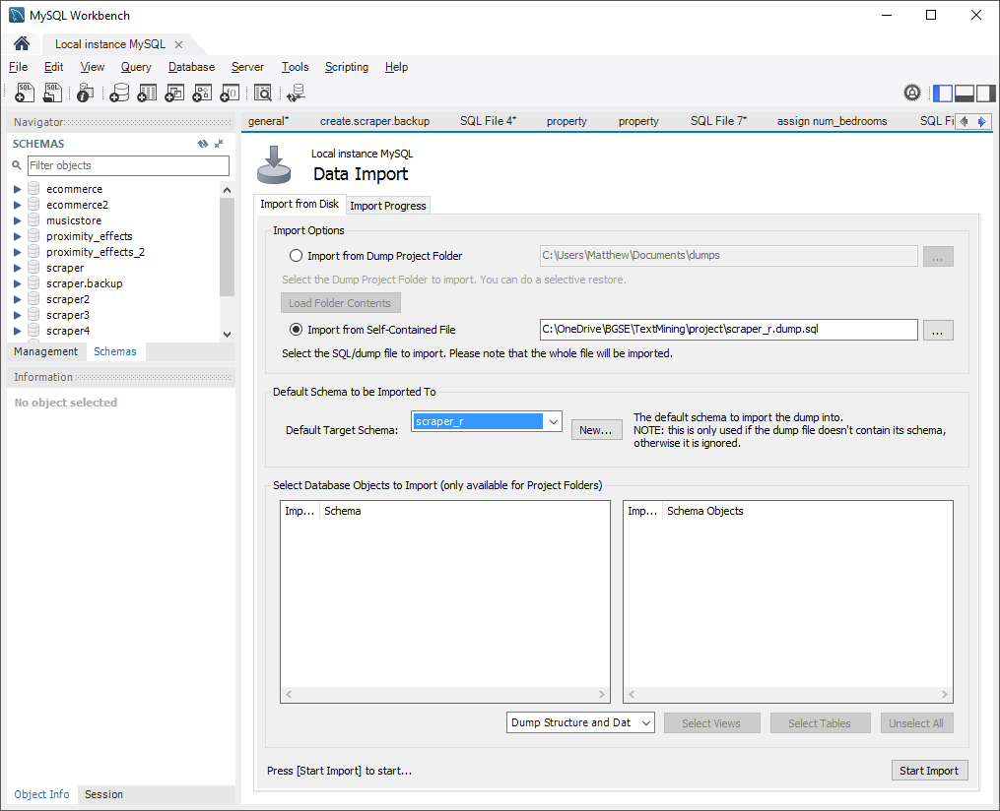 MySQL Workbench
Local instance MySQL
File Edit View Query Database Server Tools Scripting Help
Navigator
SCHEMAS
Filter objects
ecommerce
ecommerce2
musicstore
proximity_effects
proximity_effects_2
scraper
scraper.backup
scraper2
scraper3
scraper4
Management Schemas
Information
No object selected
Object Info Session
general* create.scraper.backup SQL File 4* property property SQL File 7* assign num_bedrooms SQL Fi
Local instance MySQL
Data Import
Import from Disk Import Progress
Import Options
Import from Dump Project Folder C:\Users\Matthew\Documents\dumps ...
Select the Dump Project Folder to import. You can do a selective restore.
Load Folder Contents
Import from Self-Contained File C:\OneDrive\BGSE\TextMining\project\scraper_r.dump.sql ...
Select the SQL/dump file to import. Please note that the whole file will be imported.
Default Schema to be Imported To
Default Target Schema: scraper_r New...
The default schema to import the dump into.
NOTE: this is only used if the dump file doesn't contain its schema,
otherwise it is ignored.
Select Database Objects to Import (only available for Project Folders)
Imp... Schema
Imp... Schema Objects
Dump Structure and Dat Select Views Select Tables Unselect All
Press [Start Import] to start... Start Import